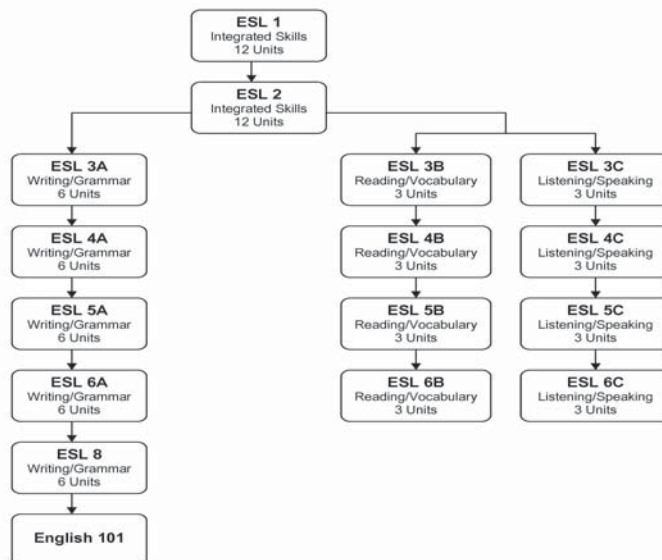 ESL 1
Integrated Skills
12 Units
ESL 2
Integrated Skills
12 Units
ESL 3A
Writing/Grammar
6 Units
ESL 3B
Reading/Vocabulary
3 Units
ESL 3C
Listening/Speaking
3 Units
ESL 4A
Writing/Grammar
6 Units
ESL 4B
Reading/Vocabulary
3 Units
ESL 4C
Listening/Speaking
3 Units
ESL 5A
Writing/Grammar
6 Units
ESL 5B
Reading/Vocabulary
3 Units
ESL 5C
Listening/Speaking
3 Units
ESL 6A
Writing/Grammar
6 Units
ESL 6B
Reading/Vocabulary
3 Units
ESL 6C
Listening/Speaking
3 Units
ESL 8
Writing/Grammar
6 Units
English 101